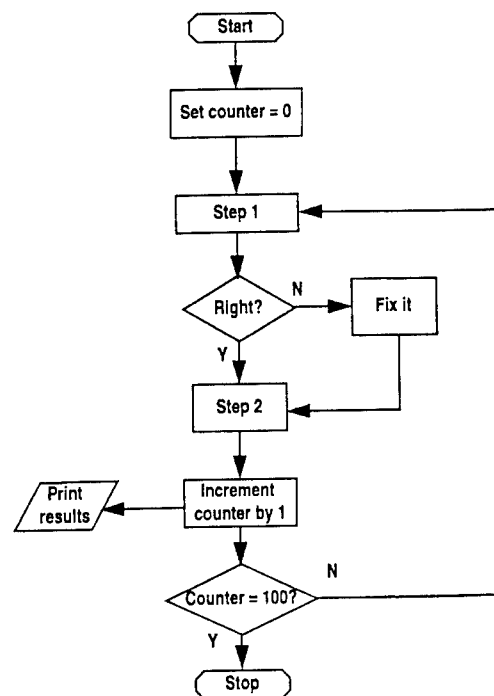 Start
Set counter = 0
Step 1
Right?
N
Fix it
Y
Step 2
Increment
counter by 1
Print
results
Counter = 100?
N
Y
Stop